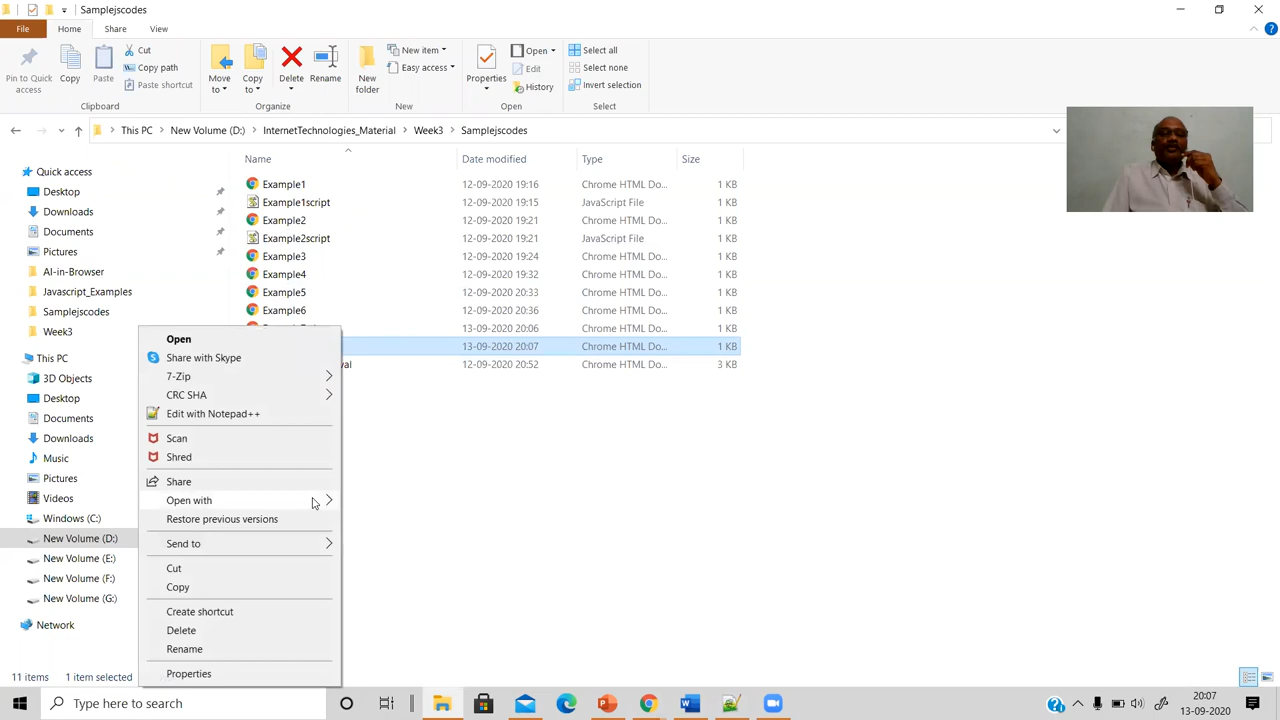 Samplejscodes
File Home Share View
Pin to Quick access
Copy
Paste
Cut
Copy path
Paste shortcut
Clipboard
Move to
Copy to
Delete
Rename
Organize
New folder
New item
Easy access
New
Properties
Open
Edit
History
Open
Select all
Select none
Invert selection
Select
This PC New Volume (D:) InternetTechnologies_Material Week3 Samplejscodes
Name Date modified Type Size
Quick access
Desktop
Downloads
Documents
Pictures
AI-in-Browser
Javascript_Examples
Samplejscodes
Week3
This PC
3D Objects
Desktop
Documents
Downloads
Music
Pictures
Videos
Windows (C:)
New Volume (D:)
New Volume (E:)
New Volume (F:)
New Volume (G:)
Network
Example1 12-09-2020 19:16 Chrome HTML Do... 1 KB
Example1script 12-09-2020 19:15 JavaScript File 1 KB
Example2 12-09-2020 19:21 Chrome HTML Do... 1 KB
Example2script 12-09-2020 19:21 JavaScript File 1 KB
Example3 12-09-2020 19:24 Chrome HTML Do... 1 KB
Example4 12-09-2020 19:32 Chrome HTML Do... 1 KB
Example5 12-09-2020 20:33 Chrome HTML Do... 1 KB
Example6 12-09-2020 20:36 Chrome HTML Do... 1 KB
13-09-2020 20:06 Chrome HTML Do... 1 KB
13-09-2020 20:07 Chrome HTML Do... 1 KB
val 12-09-2020 20:52 Chrome HTML Do... 3 KB
Open
Share with Skype
7-Zip
CRC SHA
Edit with Notepad++
Scan
Shred
Share
Open with
Restore previous versions
Send to
Cut
Copy
Create shortcut
Delete
Rename
Properties
11 items 1 item selected
Type here to search
20:07
13-09-2020